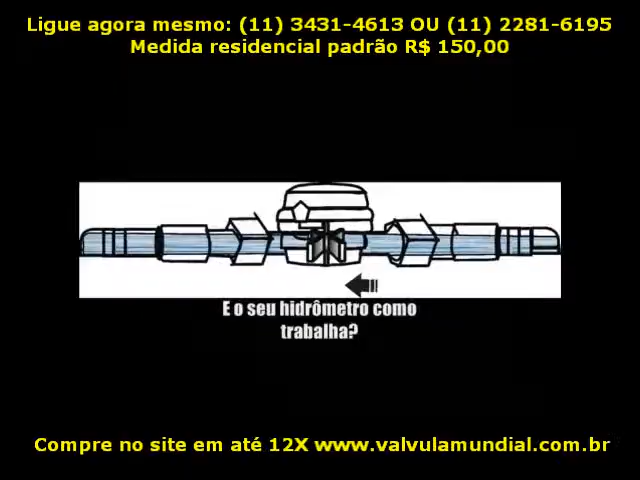 Ligue agora mesmo: (11) 3431-4613 OU (11) 2281-6195
Medida residencial padrão R$ 150,00
E o seu hidrômetro como
trabalha?
Compre no site em até 12X www.valvulamundial.com.br